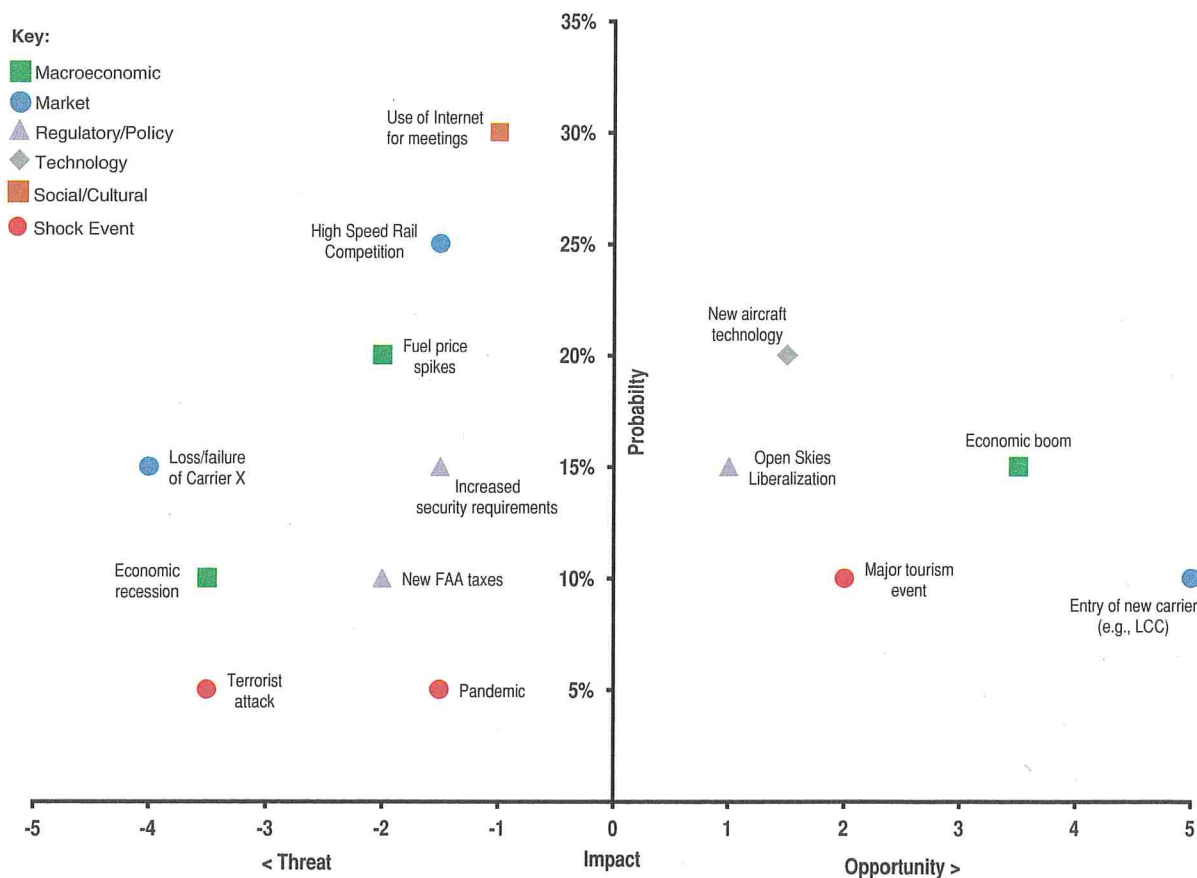 Key:
Macroeconomic
Market
Regulatory/Policy
Technology
Social/Cultural
Shock Event
35%
30%
25%
20%
15%
10%
5%
Probabilty
Use of Internet
for meetings
High Speed Rail
Competition
Fuel price
spikes
Loss/failure
of Carrier X
Increased
security requirements
Economic
recession
New FAA taxes
Terrorist
attack
Pandemic
New aircraft
technology
Economic boom
Open Skies
Liberalization
Major tourism
event
Entry of new carrier
(e.g., LCC)
-5 -4 -3 -2 -1 0 1 2 3 4 5
< Threat Impact Opportunity >